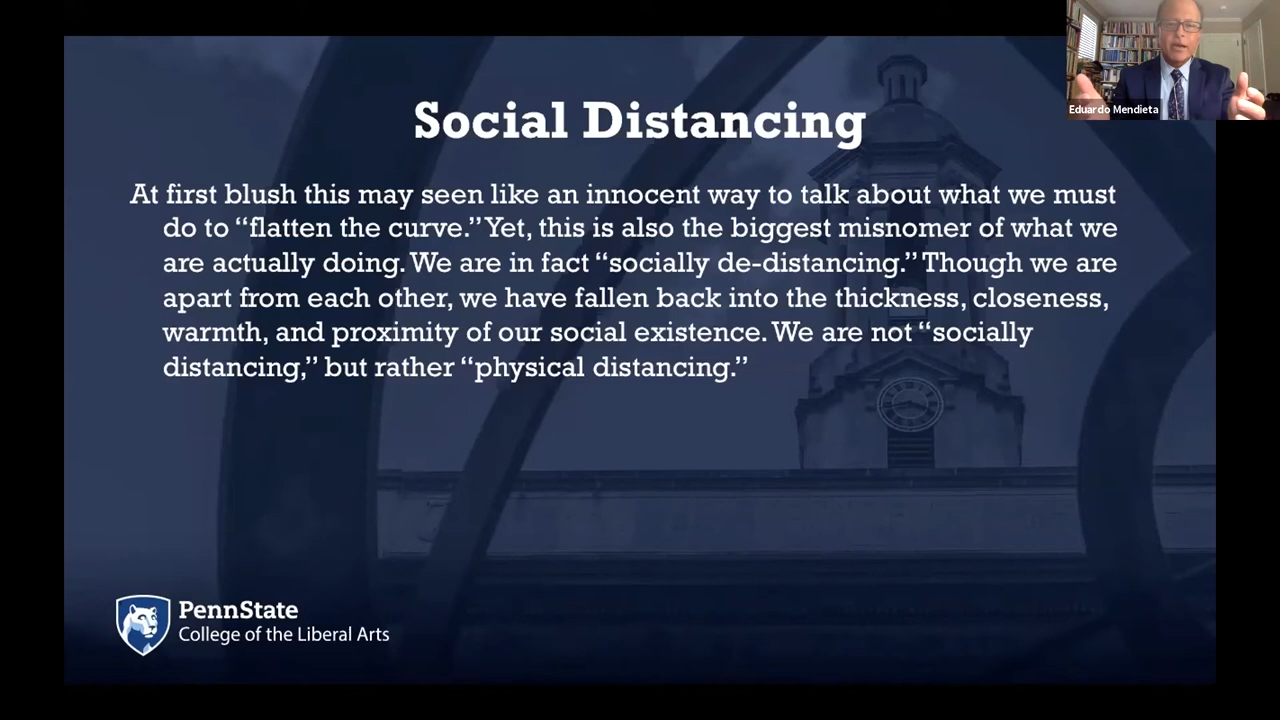 Eduardo Mendieta
Social Distancing
At first blush this may seen like an innocent way to talk about what we must
do to “flatten the curve.” Yet, this is also the biggest misnomer of what we
are actually doing. We are in fact “socially de-distancing.” Though we are
apart from each other, we have fallen back into the thickness, closeness,
warmth, and proximity of our social existence. We are not “socially
distancing,” but rather “physical distancing.”
PennState
College of the Liberal Arts